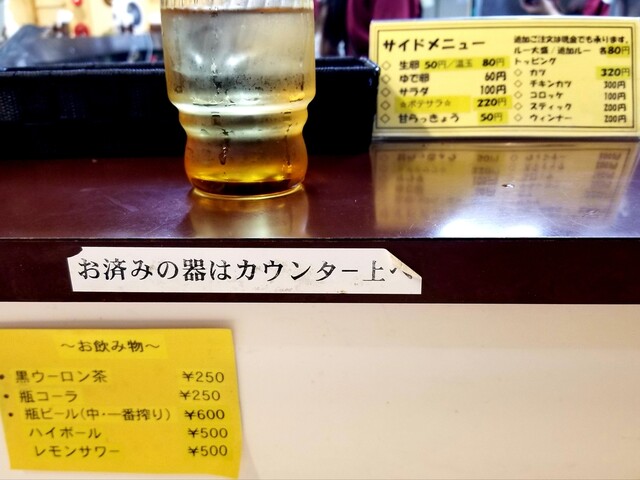 サイドメニュー
◇ 生卵 50円/温玉 80円
◇ ゆで卵 60円
◇ サラダ 100円
◇ ☆ポテサラ☆ 220円
◇ 甘らっきょう 50円
追加ご注文は現金でも承ります。
ルー大盛/追加ルー 各80円
トッピング
◇ カツ 320円
◇ チキンカツ 300円
◇ コロッケ 100円
◇ スティック 200円
◇ ウィンナー 200円
お済みの器はカウンター上へ
～お飲み物～
・黒ウーロン茶 ¥250
・瓶コーラ ¥250
・瓶ビール(中・一番搾り) ¥600
ハイボール ¥500
レモンサワー ¥500